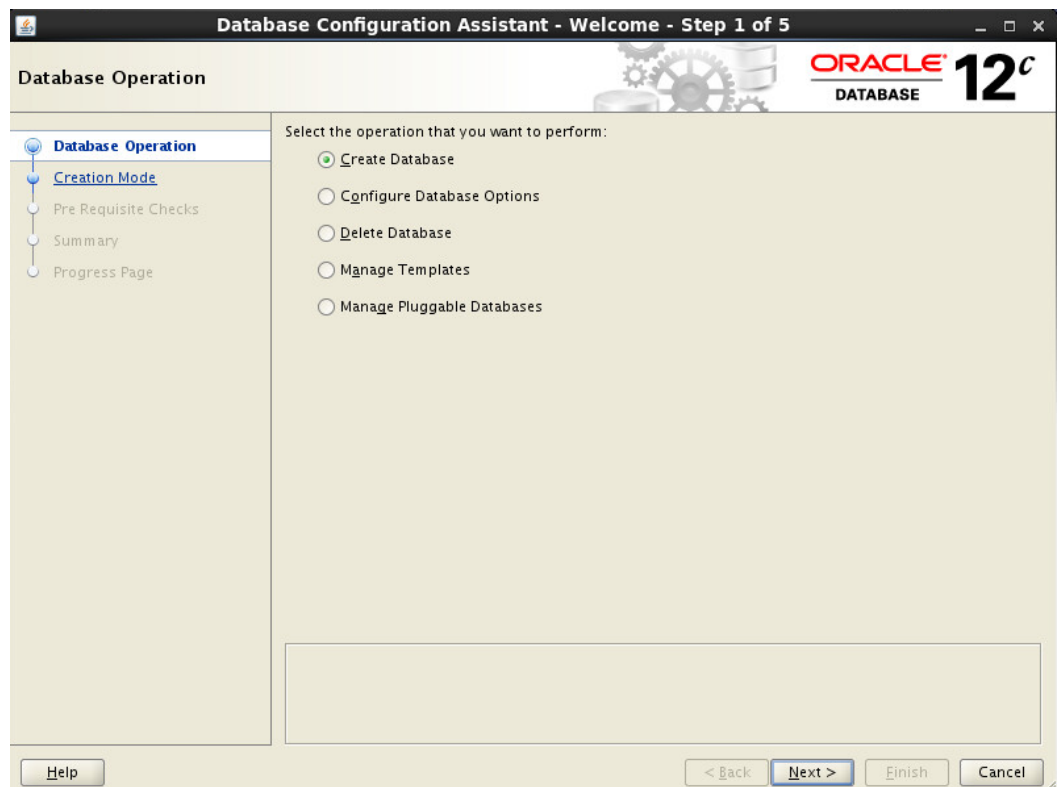 Database Configuration Assistant - Welcome - Step 1 of 5
Database Operation
ORACLE
DATABASE
12c
Database Operation
Creation Mode
Pre Requisite Checks
Summary
Progress Page
Select the operation that you want to perform:
Create Database
Configure Database Options
Delete Database
Manage Templates
Manage Pluggable Databases
Help
< Back
Next >
Finish
Cancel